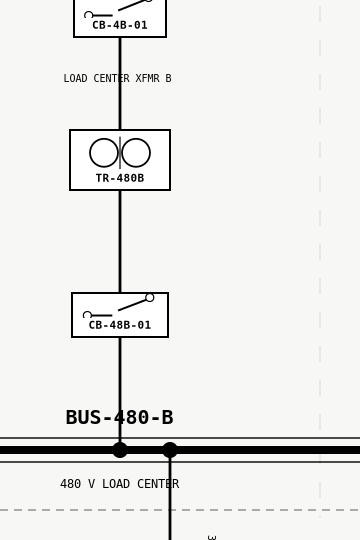 CB-4B-01
LOAD CENTER XFMR B
TR-480B
CB-48B-01
BUS-480-B
480 V LOAD CENTER